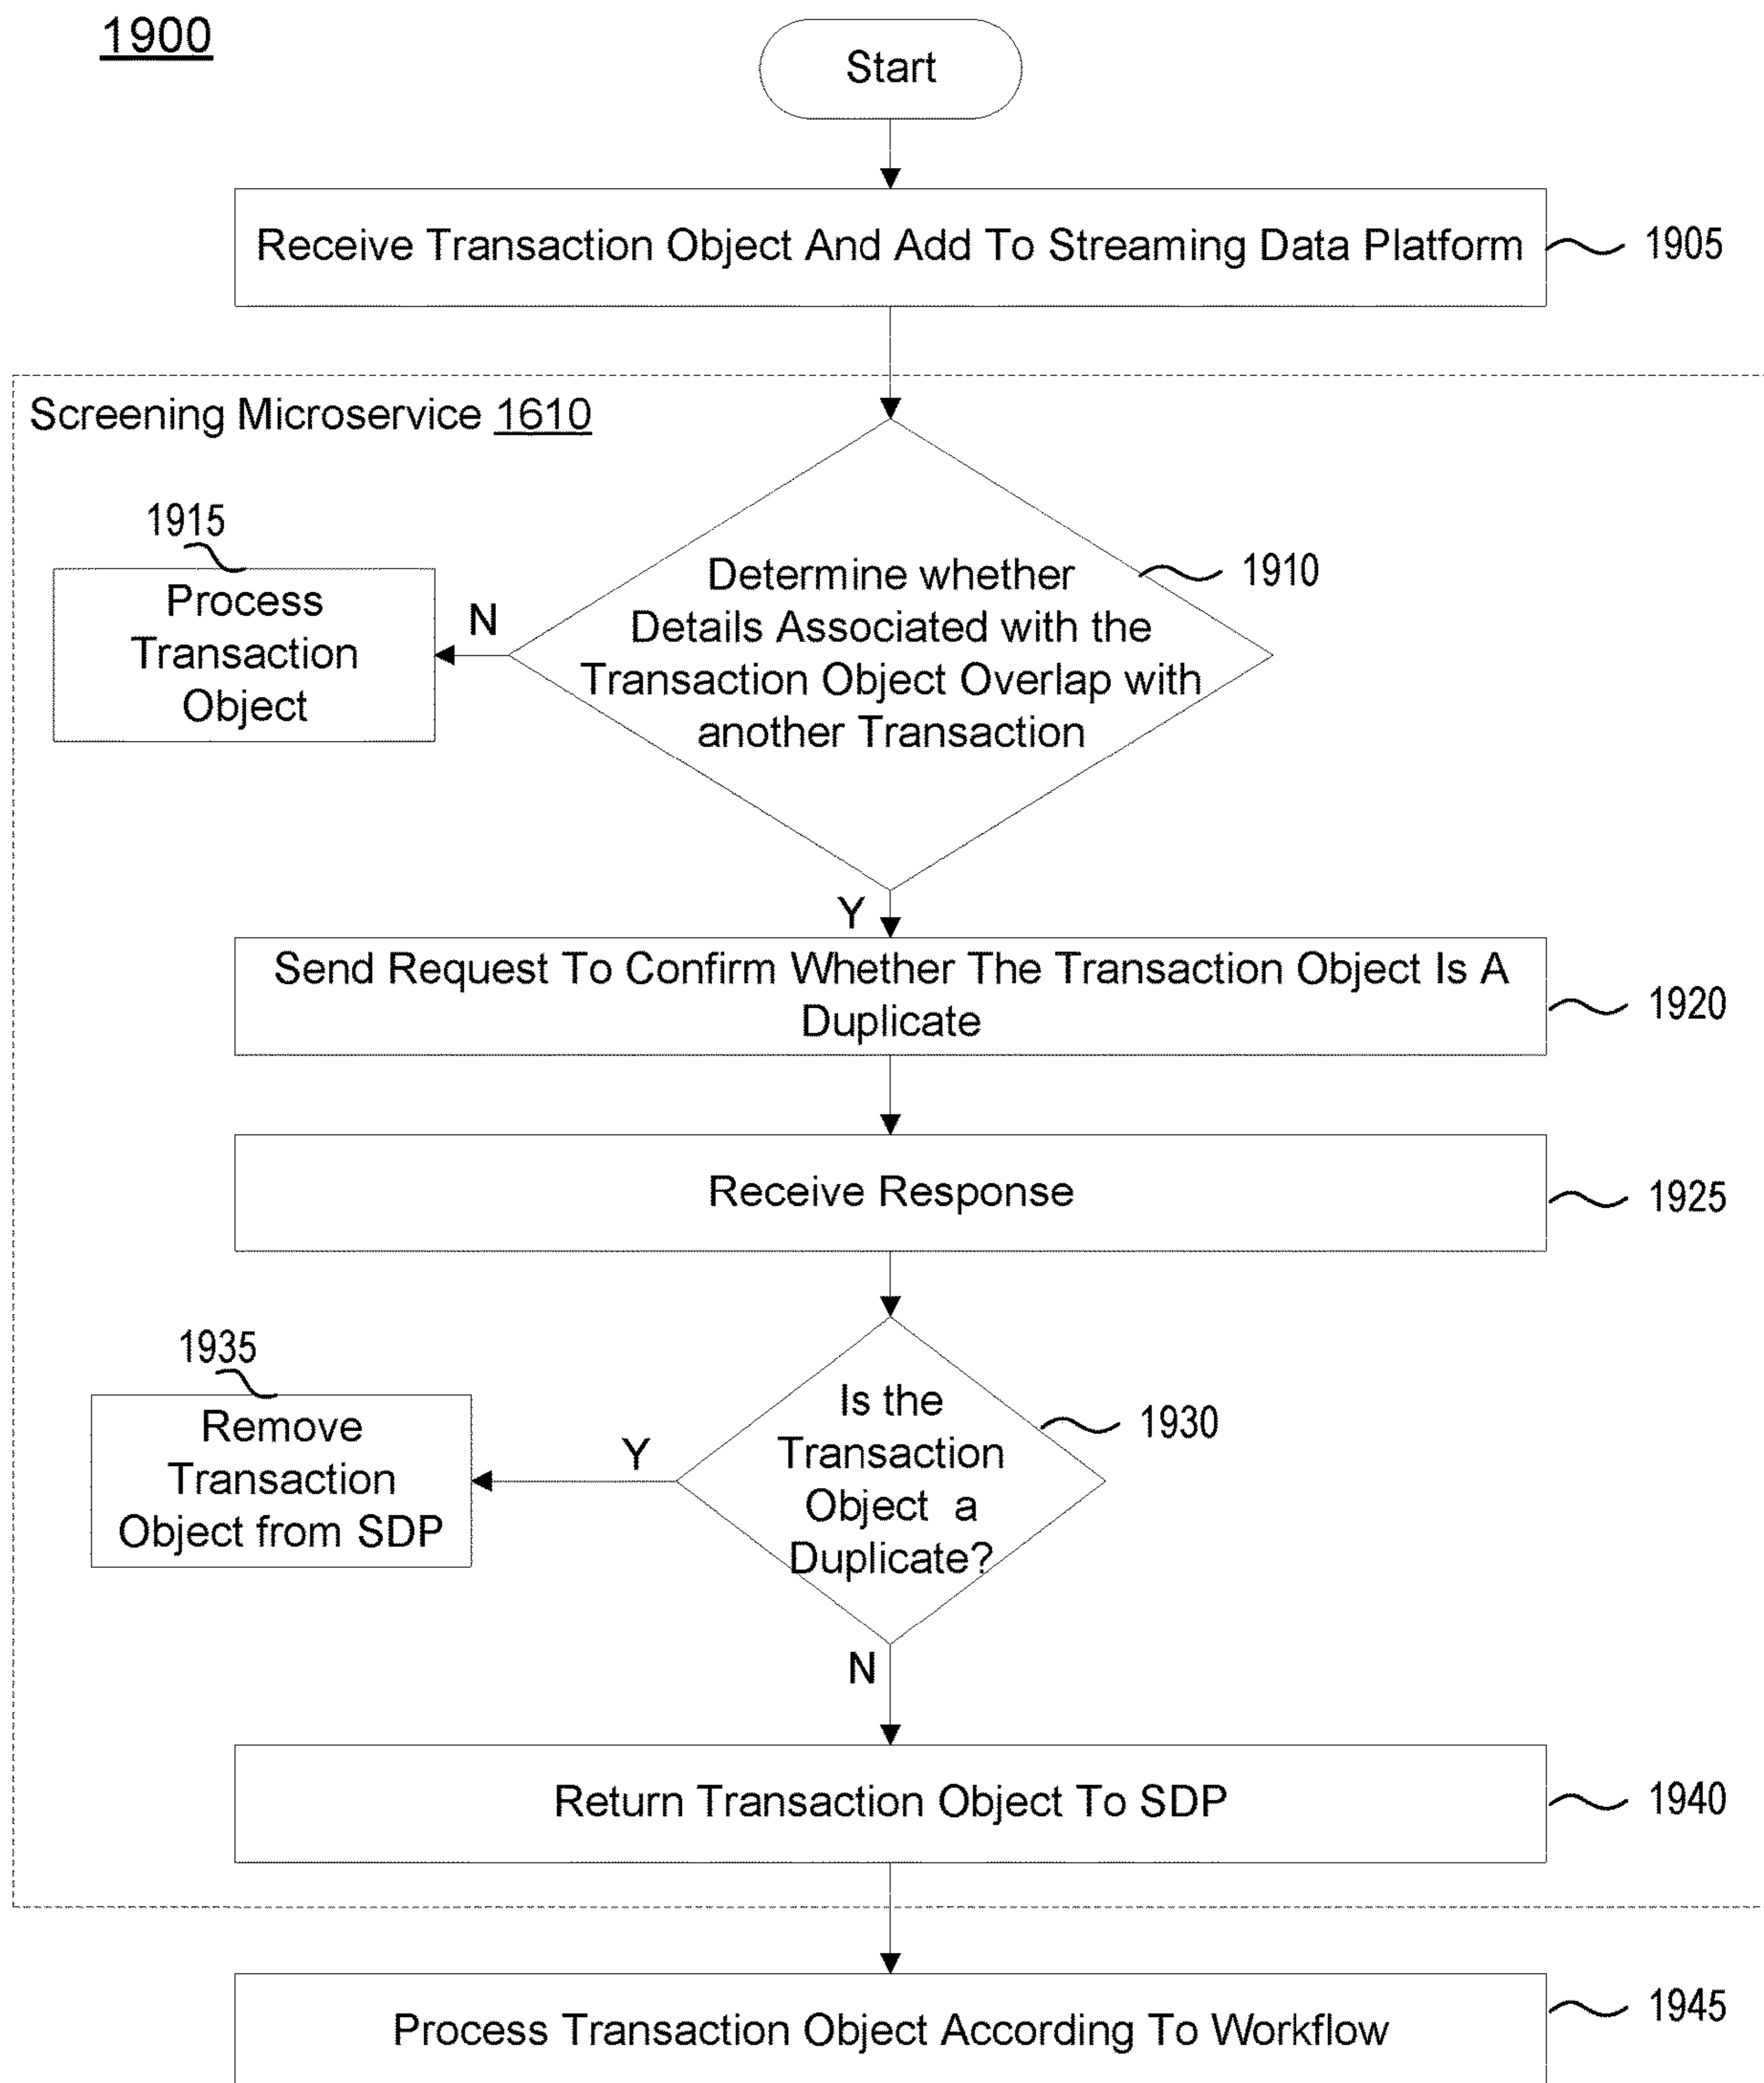 1900
Start
Receive Transaction Object And Add To Streaming Data Platform
1905
Screening Microservice 1610
1915
Process
Transaction
Object
N
Determine whether
Details Associated with the
Transaction Object Overlap with
another Transaction
1910
Y
Send Request To Confirm Whether The Transaction Object Is A
Duplicate
1920
Receive Response
1925
1935
Remove
Transaction
Object from SDP
Y
Is the
Transaction
Object a
Duplicate?
1930
N
Return Transaction Object To SDP
1940
Process Transaction Object According To Workflow
1945